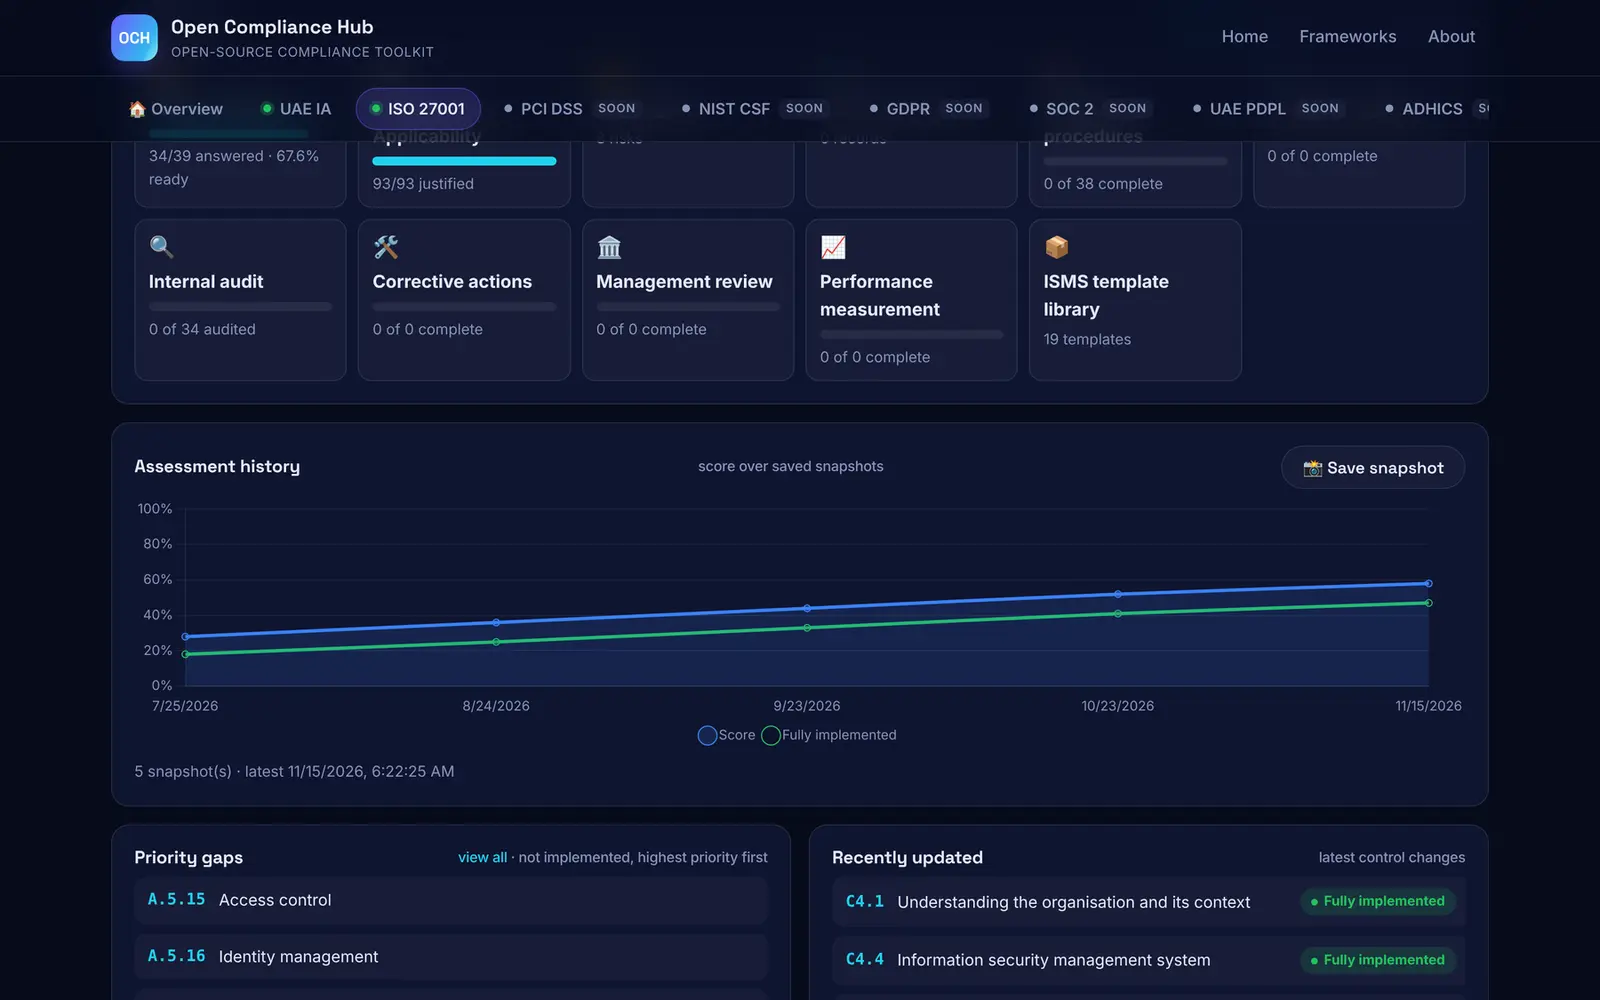 OCH
Open Compliance Hub
OPEN-SOURCE COMPLIANCE TOOLKIT
Home
Frameworks
About
Overview
UAE IA
ISO 27001
PCI DSS SOON
NIST CSF SOON
GDPR SOON
SOC 2 SOON
UAE PDPL SOON
ADHICS
34/39 answered · 67.6%
ready
Applicability
93/93 justified
procedures
0 of 38 complete
0 of 0 complete
Internal audit
0 of 34 audited
Corrective actions
0 of 0 complete
Management review
0 of 0 complete
Performance
measurement
0 of 0 complete
ISMS template
library
19 templates
Assessment history
score over saved snapshots
Save snapshot
100%
80%
60%
40%
20%
0%
7/25/2026
8/24/2026
9/23/2026
10/23/2026
11/15/2026
Score
Fully implemented
5 snapshot(s) · latest 11/15/2026, 6:22:25 AM
Priority gaps
view all · not implemented, highest priority first
A.5.15 Access control
A.5.16 Identity management
Recently updated
latest control changes
C4.1 Understanding the organisation and its context
Fully implemented
C4.4 Information security management system
Fully implemented